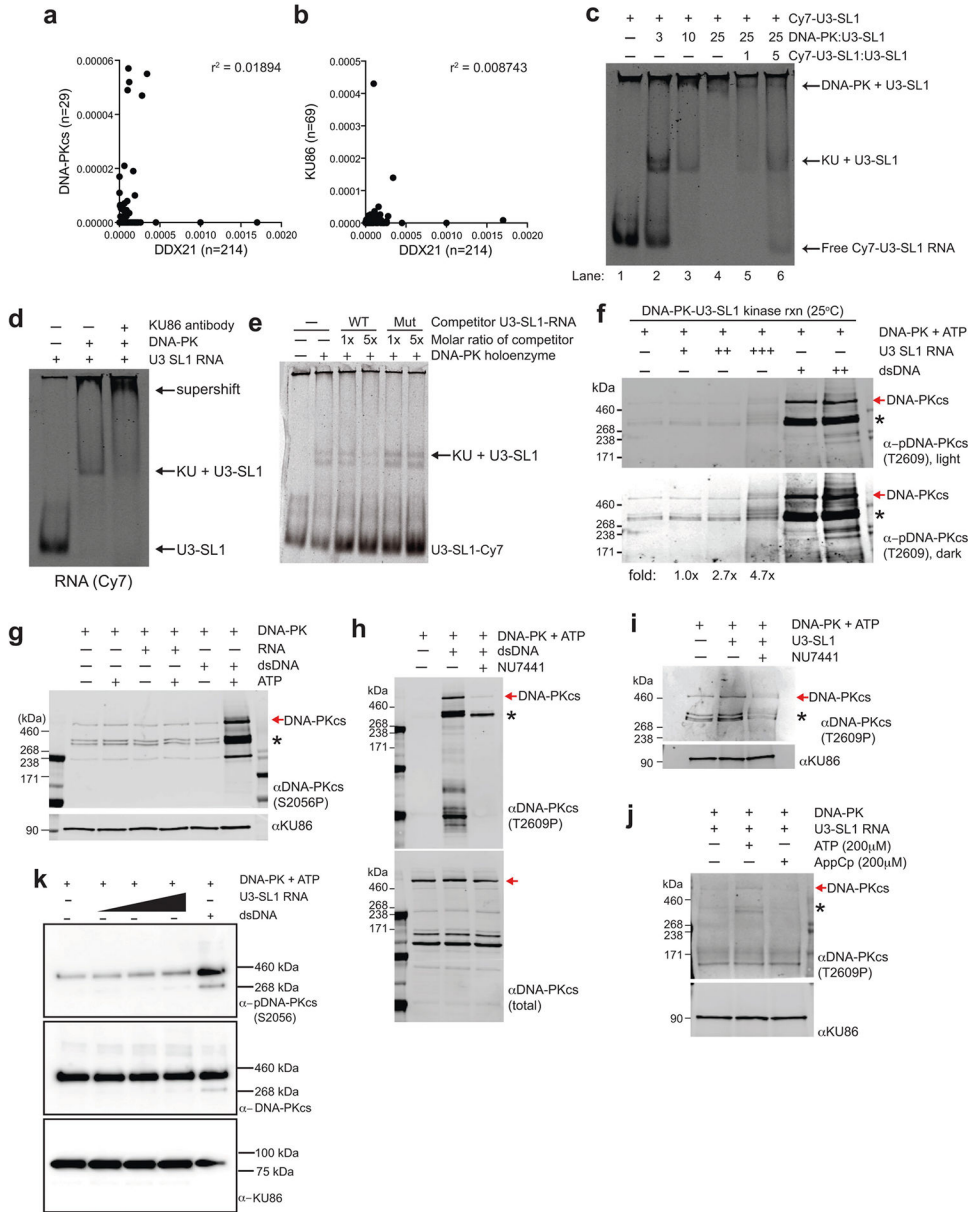 a
r² = 0.01894
DNA-PKcs (n=29)
0.00006
0.00005
0.00004
0.00003
0.00002
0.00001
0.00000
0.0000 0.0005 0.0010 0.0015 0.0020
DDX21 (n=214)
b
r² = 0.008743
KU86 (n=69)
0.0005
0.0004
0.0003
0.0002
0.0001
0.0000
0.0000 0.0005 0.0010 0.0015 0.0020
DDX21 (n=214)
c
+ + + + + + Cy7-U3-SL1
— 3 10 25 25 25 DNA-PK:U3-SL1
— — — — 1 5 Cy7-U3-SL1:U3-SL1
DNA-PK + U3-SL1
KU + U3-SL1
Free Cy7-U3-SL1 RNA
Lane: 1 2 3 4 5 6
d
— — + KU86 antibody
— + + DNA-PK
+ + + U3 SL1 RNA
supershift
KU + U3-SL1
U3-SL1
RNA (Cy7)
e
— WT Mut Competitor U3-SL1-RNA
1x 5x 1x 5x Molar ratio of competitor
— + + + + + DNA-PK holoenzyme
KU + U3-SL1
U3-SL1-Cy7
f
DNA-PK-U3-SL1 kinase rxn (25°C)
+ + + + + + DNA-PK + ATP
— + ++ +++ — — U3 SL1 RNA
— — — — + ++ dsDNA
kDa
460
268
238
171
DNA-PKcs
*
α-pDNA-PKcs
(T2609), light
460
268
238
171
DNA-PKcs
*
α-pDNA-PKcs
(T2609), dark
fold: 1.0x 2.7x 4.7x
g
+ + + + + + DNA-PK
— — + + — — RNA
— — — — + + dsDNA
— + — + — + ATP
(kDa)
460
268
238
171
DNA-PKcs
*
αDNA-PKcs
(S2056P)
90
αKU86
h
+ + + DNA-PK + ATP
— + + dsDNA
— — + NU7441
kDa
460
268
238
171
DNA-PKcs
*
αDNA-PKcs
(T2609P)
460
268
238
171
αDNA-PKcs
(total)
i
+ + + DNA-PK + ATP
— + + U3-SL1
— — + NU7441
kDa
460
268
238
DNA-PKcs
*
αDNA-PKcs
(T2609P)
90
αKU86
j
DNA-PK
+ + + U3-SL1 RNA
— + — ATP (200μM)
— — + AppCp (200μM)
kDa
460
268
238
171
DNA-PKcs
*
αDNA-PKcs
(T2609P)
90
αKU86
k
+ + + + + DNA-PK + ATP
— — U3-SL1 RNA
— — — — + dsDNA
460 kDa
268 kDa
α-pDNA-PKcs
(S2056)
460 kDa
268 kDa
α-DNA-PKcs
100 kDa
75 kDa
α-KU86